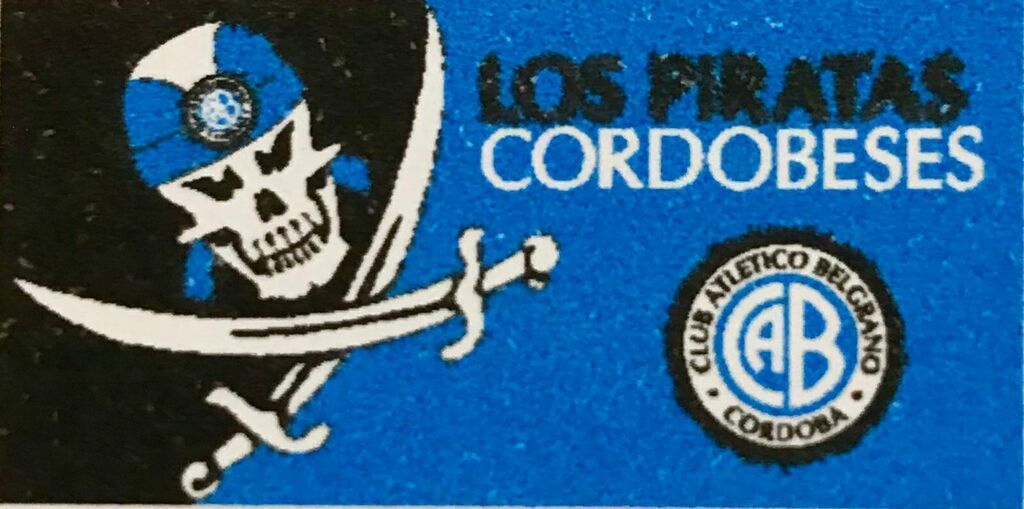 LOS PIRATAS
CORDOBESES
CLUB ATLETICO BELGRANO
CAB
• CORDOBA •